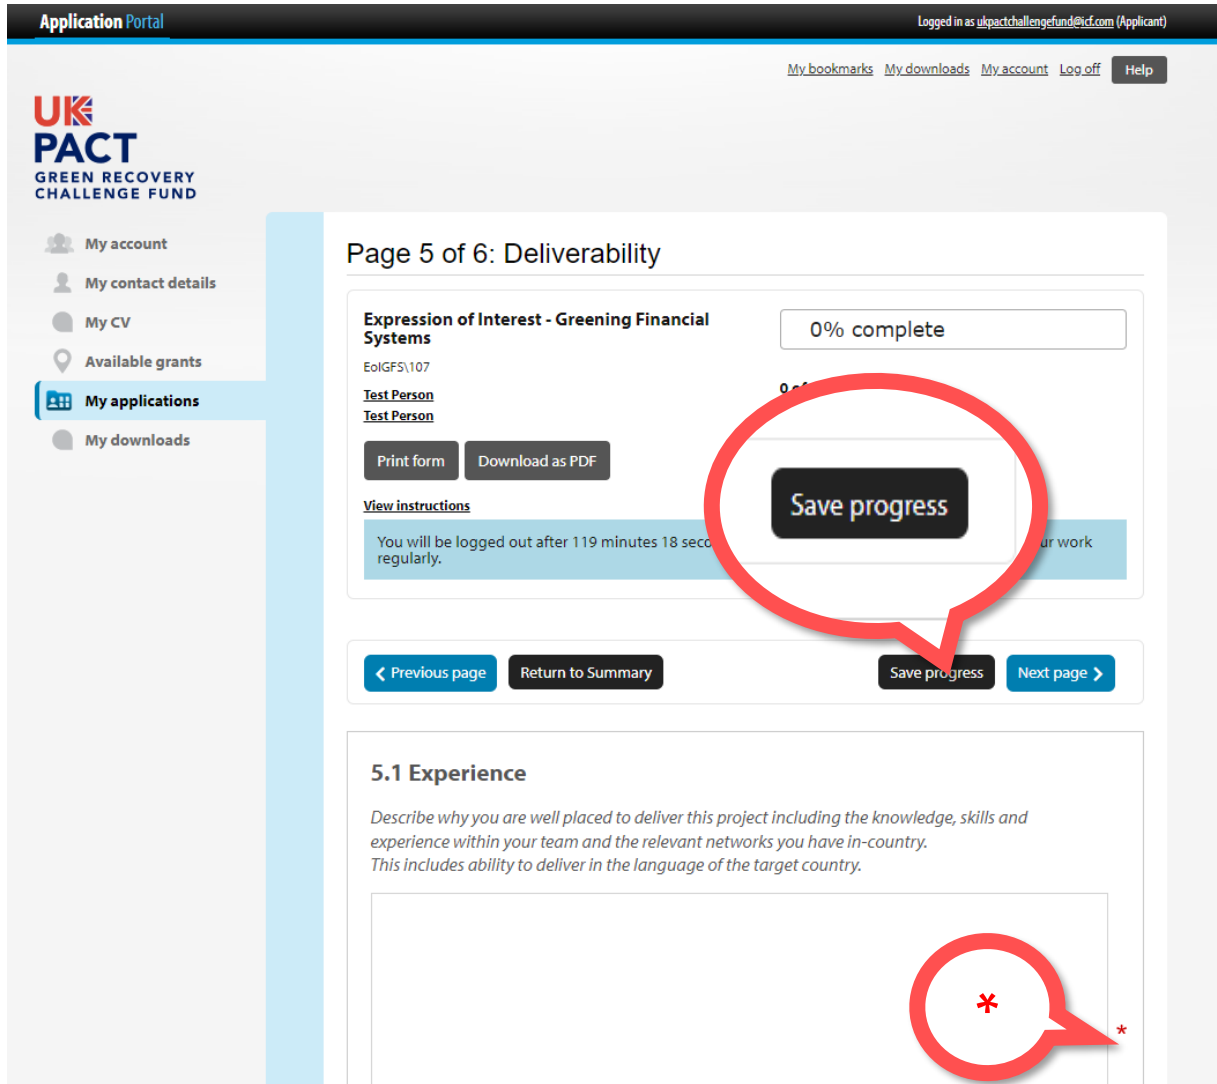 Application Portal
Logged in as ukpactchallengefund@icf.com (Applicant)
My bookmarks My downloads My account Log off Help
UK
PACT
GREEN RECOVERY
CHALLENGE FUND
My account
My contact details
My CV
Available grants
My applications
My downloads
Page 5 of 6: Deliverability
Expression of Interest - Greening Financial
Systems
EoIGFS\107
Test Person
Test Person
0% complete
0 of
Print form Download as PDF
View instructions
Save progress
You will be logged out after 119 minutes 18 work
regularly.
Previous page Return to Summary Save progress Next page
5.1 Experience
Describe why you are well placed to deliver this project including the knowledge, skills and
experience within your team and the relevant networks you have in-country.
This includes ability to deliver in the language of the target country.
*
*